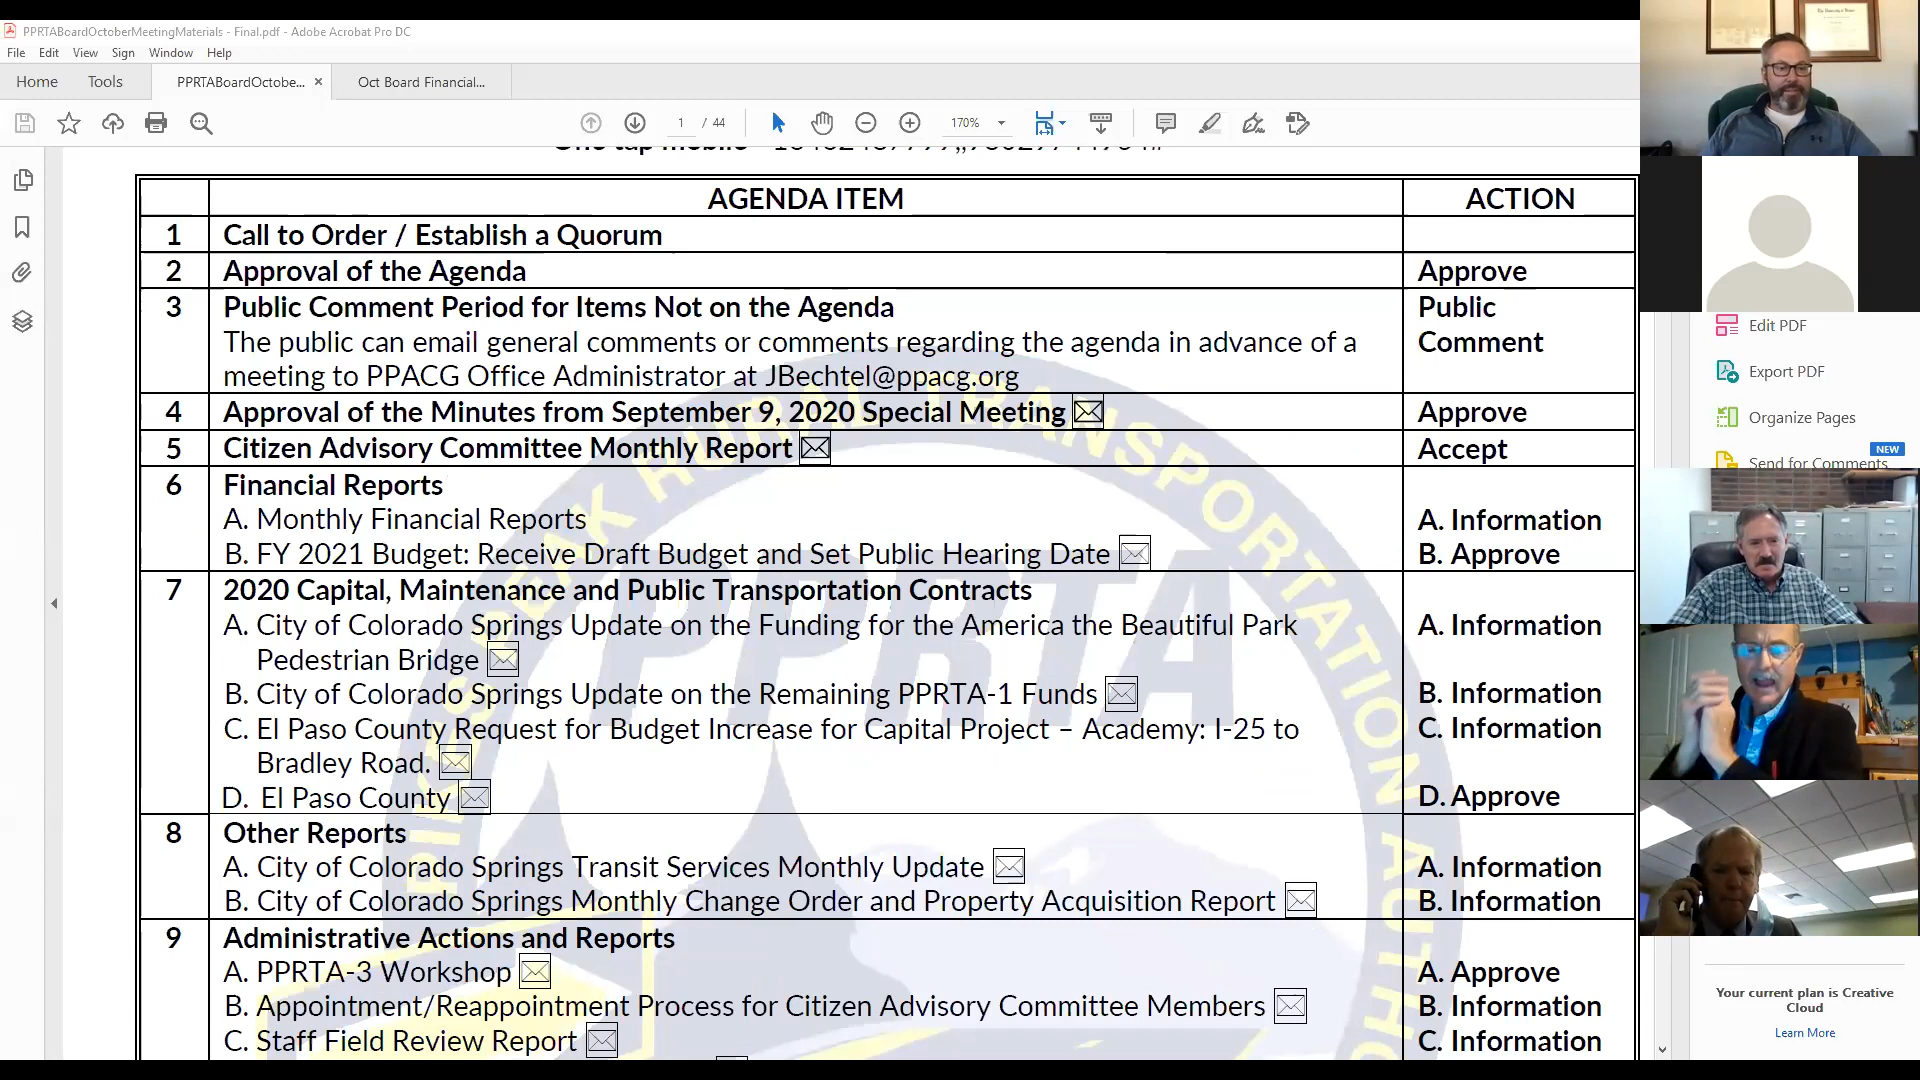 PPRTABoardOctoberMeetingMaterials - Final.pdf - Adobe Acrobat Pro DC
File Edit View Sign Window Help
Home Tools PPRTABoardOctobe... × Oct Board Financial...
1 / 44 170%
AGENDA ITEM ACTION
1 Call to Order / Establish a Quorum
2 Approval of the Agenda Approve
3 Public Comment Period for Items Not on the Agenda Public
The public can email general comments or comments regarding the agenda in advance of a Comment
meeting to PPACG Office Administrator at JBechtel@ppacg.org
4 Approval of the Minutes from September 9, 2020 Special Meeting Approve
5 Citizen Advisory Committee Monthly Report Accept
6 Financial Reports
A. Monthly Financial Reports A. Information
B. FY 2021 Budget: Receive Draft Budget and Set Public Hearing Date B. Approve
7 2020 Capital, Maintenance and Public Transportation Contracts
A. City of Colorado Springs Update on the Funding for the America the Beautiful Park A. Information
Pedestrian Bridge
B. City of Colorado Springs Update on the Remaining PPRTA-1 Funds B. Information
C. El Paso County Request for Budget Increase for Capital Project – Academy: I-25 to C. Information
Bradley Road.
D. El Paso County D. Approve
8 Other Reports
A. City of Colorado Springs Transit Services Monthly Update A. Information
B. City of Colorado Springs Monthly Change Order and Property Acquisition Report B. Information
9 Administrative Actions and Reports
A. PPRTA-3 Workshop A. Approve
B. Appointment/Reappointment Process for Citizen Advisory Committee Members B. Information
C. Staff Field Review Report C. Information
PIKES PEAK RURAL TRANSPORTATION AUTHO
PPRTA
Edit PDF
Export PDF
Organize Pages
NEW
Send for Comments
Your current plan is Creative
Cloud
Learn More